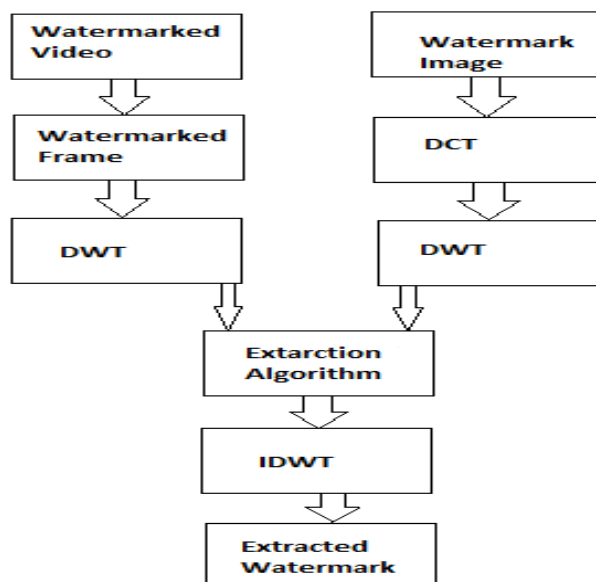 Watermarked
Video
Watermark
Image
Watermarked
Frame
DCT
DWT
DWT
Extarction
Algorithm
IDWT
Extracted
Watermark